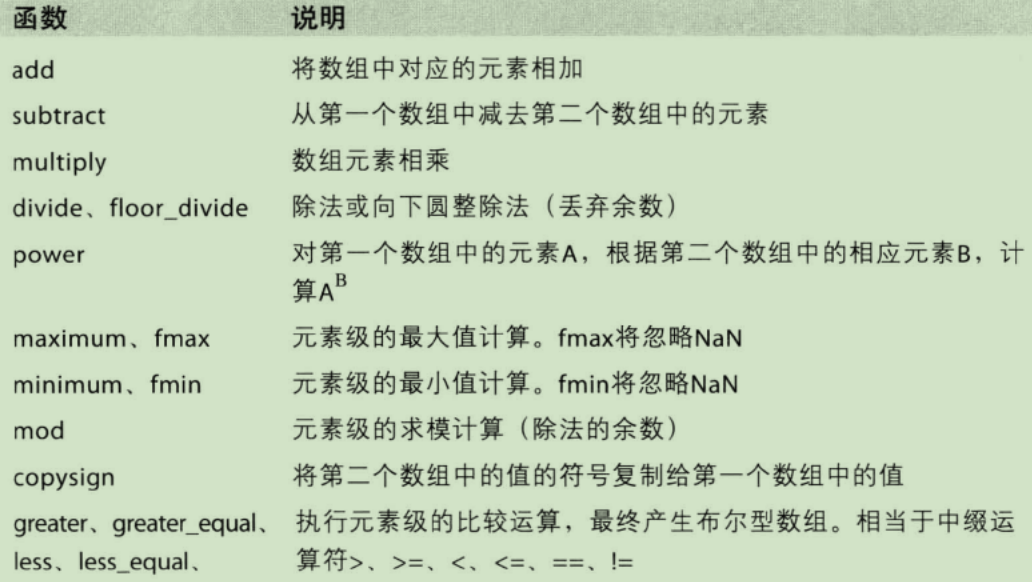 函数 说明
add 将数组中对应的元素相加
subtract 从第一个数组中减去第二个数组中的元素
multiply 数组元素相乘
divide、floor_divide 除法或向下圆整除法（丢弃余数）
power 对第一个数组中的元素A，根据第二个数组中的相应元素B，计
算A^B
maximum、fmax 元素级的最大值计算。fmax将忽略NaN
minimum、fmin 元素级的最小值计算。fmin将忽略NaN
mod 元素级的求模计算（除法的余数）
copysign 将第二个数组中的值的符号复制给第一个数组中的值
greater、greater_equal、 执行元素级的比较运算，最终产生布尔型数组。相当于中缀运
less、less_equal、 算符>、>=、<、<=、==、!=